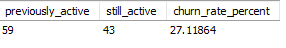 previously_active still_active churn_rate_percent
59 43 27.11864